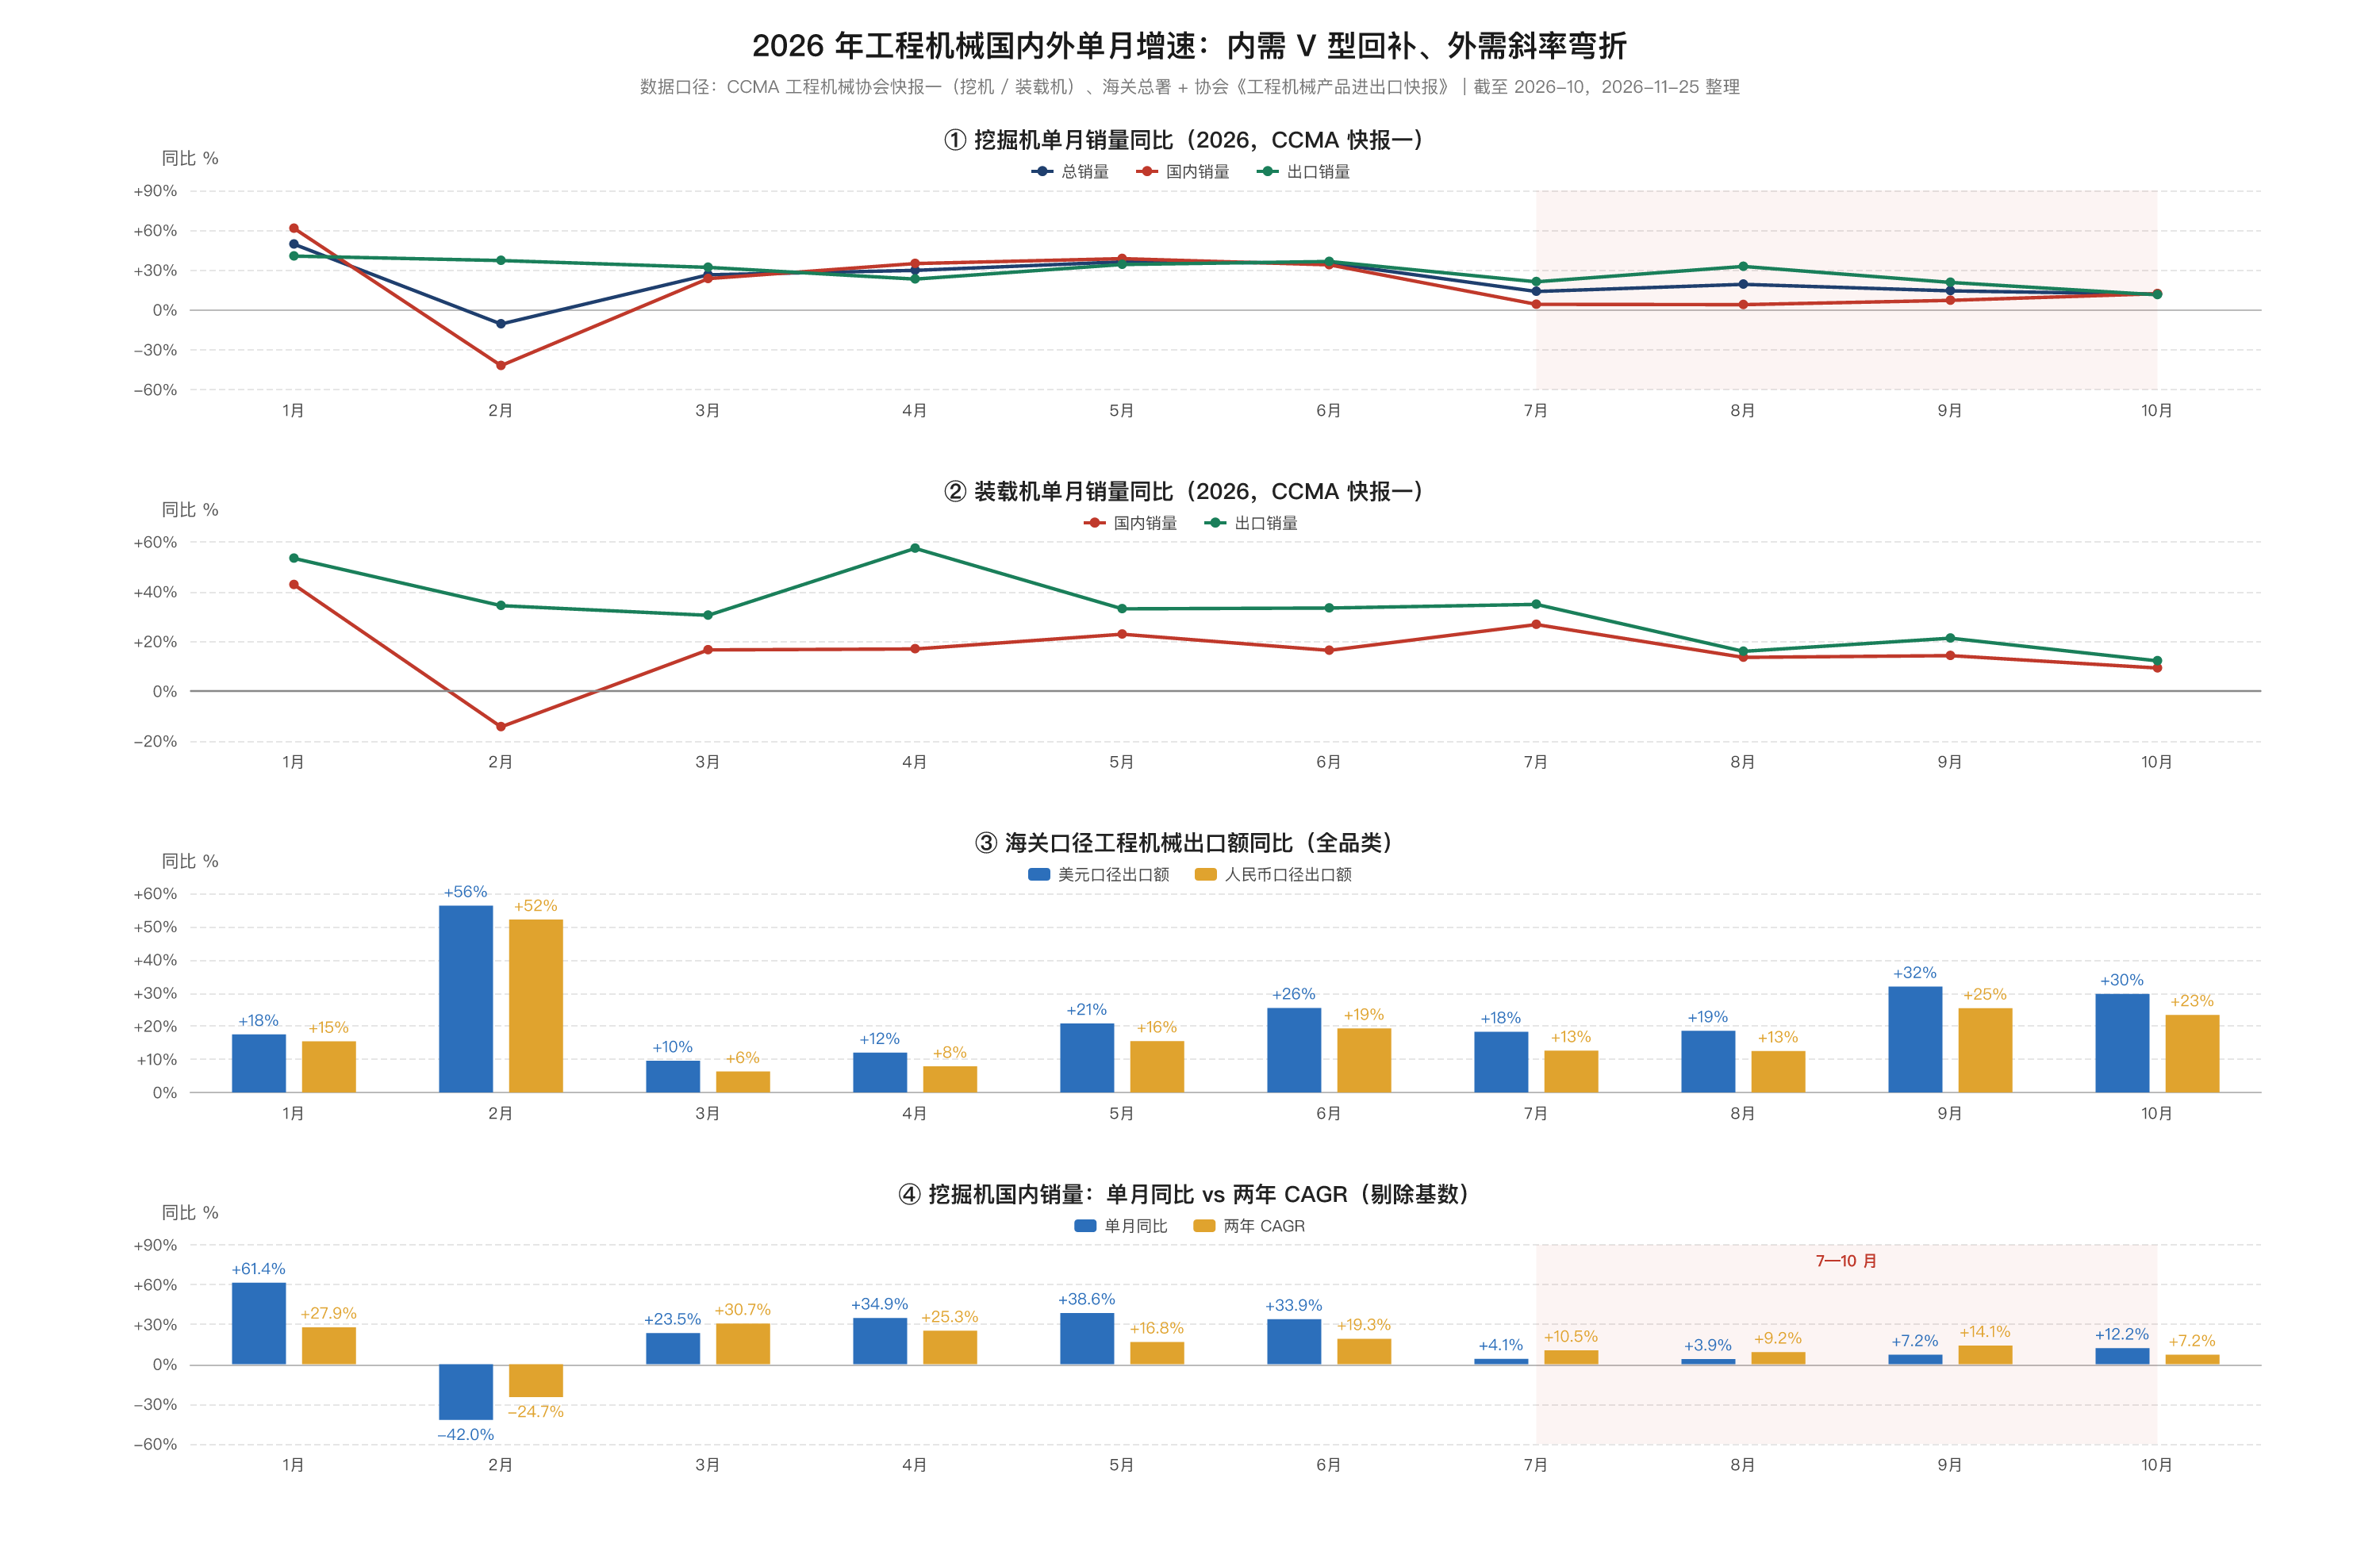 2026 年工程机械国内外单月增速：内需 V 型回补、外需斜率弯折
数据口径：CCMA 工程机械协会快报一（挖机 / 装载机）、海关总署 + 协会《工程机械产品进出口快报》｜截至 2026-10，2026-11-25 整理
① 挖掘机单月销量同比（2026，CCMA 快报一）
同比 %
总销量 国内销量 出口销量
+90%
+60%
+30%
0%
-30%
-60%
1月 2月 3月 4月 5月 6月 7月 8月 9月 10月
② 装载机单月销量同比（2026，CCMA 快报一）
同比 %
国内销量 出口销量
+60%
+40%
+20%
0%
-20%
1月 2月 3月 4月 5月 6月 7月 8月 9月 10月
③ 海关口径工程机械出口额同比（全品类）
同比 %
美元口径出口额 人民币口径出口额
+60%
+50%
+40%
+30%
+20%
+10%
0%
+18% +15% +56% +52% +10% +6% +12% +8% +21% +16% +26% +19% +18% +13% +19% +13% +32% +25% +30% +23%
1月 2月 3月 4月 5月 6月 7月 8月 9月 10月
④ 挖掘机国内销量：单月同比 vs 两年 CAGR（剔除基数）
同比 %
单月同比 两年 CAGR
+90%
+60%
+30%
0%
-30%
-60%
7—10 月
+61.4% +27.9% -42.0% -24.7% +23.5% +30.7% +34.9% +25.3% +38.6% +16.8% +33.9% +19.3% +4.1% +10.5% +3.9% +9.2% +7.2% +14.1% +12.2% +7.2%
1月 2月 3月 4月 5月 6月 7月 8月 9月 10月